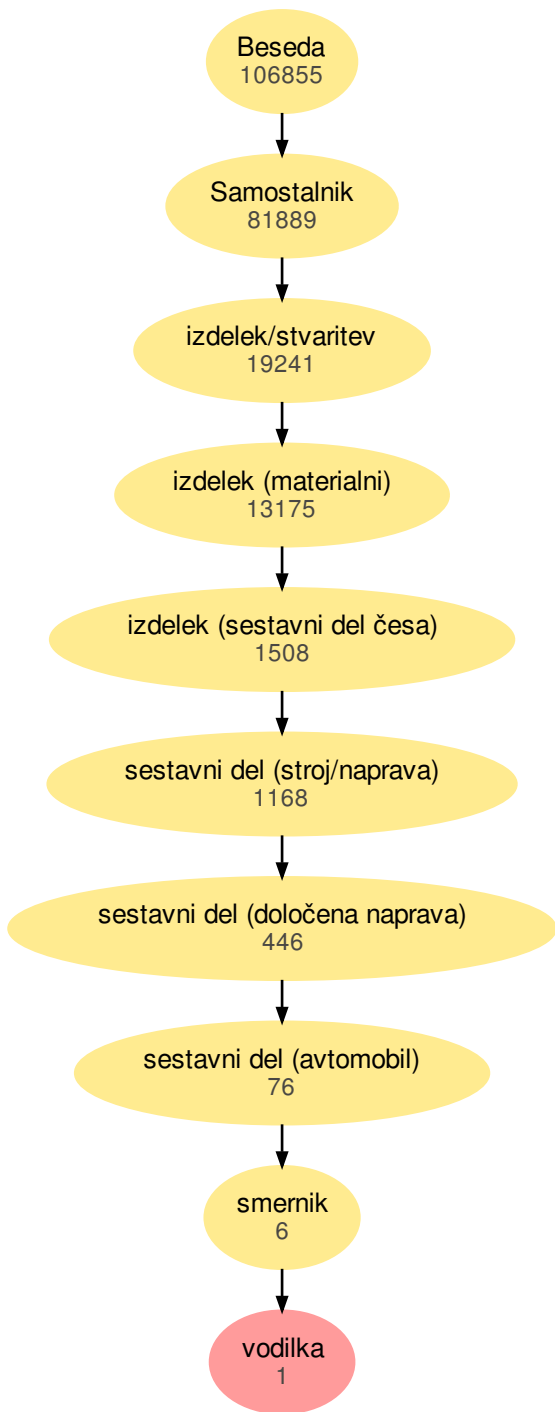 Beseda
106855
Samostalnik
81889
izdelek/stvaritev
19241
izdelek (materialni)
13175
izdelek (sestavni del česa)
1508
sestavni del (stroj/naprava)
1168
sestavni del (določena naprava)
446
sestavni del (avtomobil)
76
smernik
6
vodilka
1